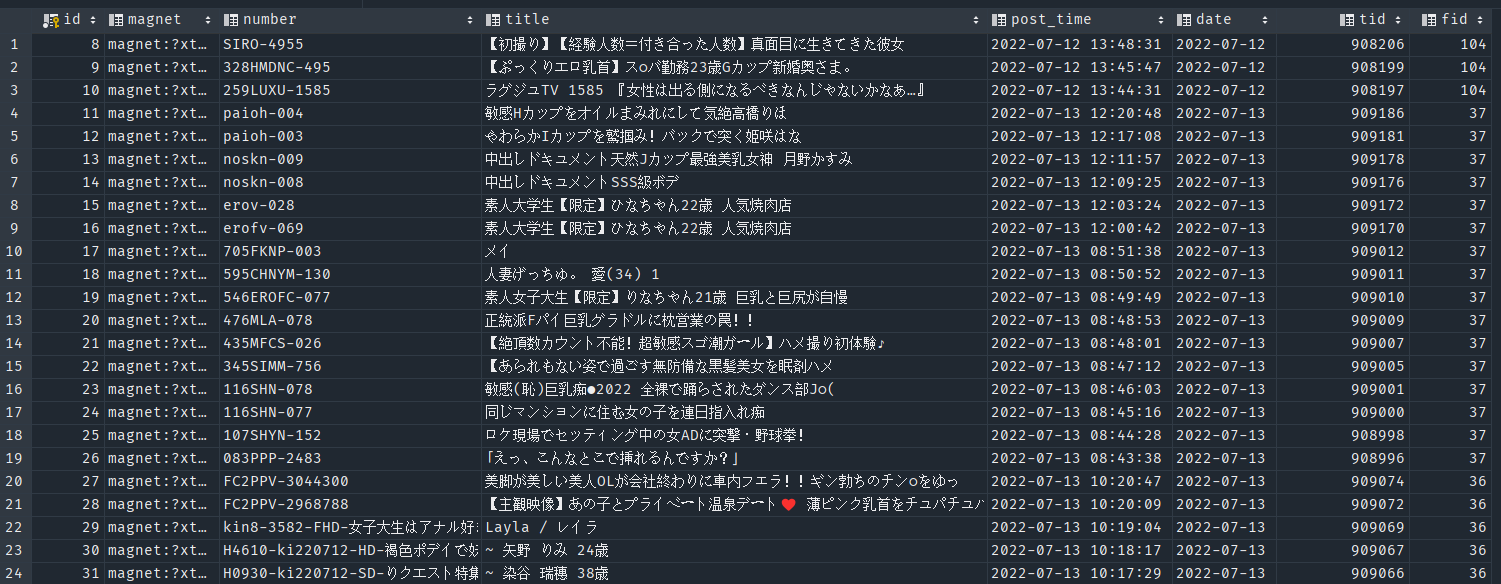 id magnet number title post_time date tid fid
1 8 magnet:?xt… SIRO-4955 【初撮り】【経験人数＝付き合った人数】真面目に生きてきた彼女 2022-07-12 13:48:31 2022-07-12 908206 104
2 9 magnet:?xt… 328HMDNC-495 【ぷっくりエロ乳首】スoバ勤務23歳Gカップ新婚奥さま。 2022-07-12 13:45:47 2022-07-12 908199 104
3 10 magnet:?xt… 259LUXU-1585 ラグジュTV 1585 『女性は出る側になるべきなんじゃないかなあ…』 2022-07-12 13:44:31 2022-07-12 908197 104
4 11 magnet:?xt… paioh-004 敏感Hカップをオイルまみれにして気絶高橋りほ 2022-07-13 12:20:48 2022-07-13 909186 37
5 12 magnet:?xt… paioh-003 やわらかIカップを鷲掴み！バックで突く姫咲はな 2022-07-13 12:17:08 2022-07-13 909181 37
6 13 magnet:?xt… noskn-009 中出しドキュメント天然Jカップ最強美乳女神 月野かすみ 2022-07-13 12:11:57 2022-07-13 909178 37
7 14 magnet:?xt… noskn-008 中出しドキュメントSSS級ボデ 2022-07-13 12:09:25 2022-07-13 909176 37
8 15 magnet:?xt… erov-028 素人大学生【限定】ひなちゃん22歳 人気焼肉店 2022-07-13 12:03:24 2022-07-13 909172 37
9 16 magnet:?xt… erofv-069 素人大学生【限定】ひなちゃん22歳 人気焼肉店 2022-07-13 12:00:42 2022-07-13 909170 37
10 17 magnet:?xt… 705FKNP-003 メイ 2022-07-13 08:51:38 2022-07-13 909012 37
11 18 magnet:?xt… 595CHNYM-130 人妻げっちゅ。 愛(34) 1 2022-07-13 08:50:52 2022-07-13 909011 37
12 19 magnet:?xt… 546EROFC-077 素人女子大生【限定】りなちゃん21歳 巨乳と巨尻が自慢 2022-07-13 08:49:49 2022-07-13 909010 37
13 20 magnet:?xt… 476MLA-078 正統派Fパイ巨乳グラドルに枕営業の罠！！ 2022-07-13 08:48:53 2022-07-13 909009 37
14 21 magnet:?xt… 435MFCS-026 【絶頂数カウント不能！超敏感スゴ潮ガール】ハメ撮り初体験♪ 2022-07-13 08:48:01 2022-07-13 909007 37
15 22 magnet:?xt… 345SIMM-756 【あられもない姿で過ごす無防備な黒髪美女を眠剤ハメ 2022-07-13 08:47:12 2022-07-13 909005 37
16 23 magnet:?xt… 116SHN-078 敏感(恥)巨乳痴●2022 全裸で踊らされたダンス部Jo( 2022-07-13 08:46:03 2022-07-13 909001 37
17 24 magnet:?xt… 116SHN-077 同じマンションに住む女の子を連日指入れ痴 2022-07-13 08:45:16 2022-07-13 909000 37
18 25 magnet:?xt… 107SHYN-152 ロケ現場でセッティング中の女ADに突撃・野球拳！ 2022-07-13 08:44:28 2022-07-13 908998 37
19 26 magnet:?xt… 083PPP-2483 「えっ、こんなとこで挿れるんですか？」 2022-07-13 08:43:38 2022-07-13 908996 37
20 27 magnet:?xt… FC2PPV-3044300 美脚が美しい美人OLが会社終わりに車内フエラ！！ギン勃ちのチンoをゆっ 2022-07-13 10:20:47 2022-07-13 909074 36
21 28 magnet:?xt… FC2PPV-2968788 【主観映像】あの子とプライベート温泉デート❤️ 薄ピンク乳首をチュパチュパ 2022-07-13 10:20:09 2022-07-13 909072 36
22 29 magnet:?xt… kin8-3582-FHD-女子大生はアナル好 Layla / レイラ 2022-07-13 10:19:04 2022-07-13 909069 36
23 30 magnet:?xt… H4610-ki220712-HD-褐色ボデイで ~ 矢野 りみ 24歳 2022-07-13 10:18:17 2022-07-13 909067 36
24 31 magnet:?xt… H0930-ki220712-SD-りクエスト特集 ~ 染谷 瑞穂 38歳 2022-07-13 10:17:29 2022-07-13 909066 36